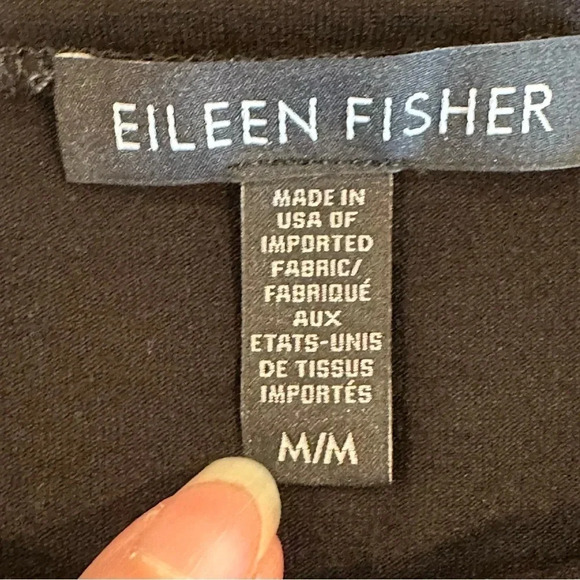 EILEEN FISHER
MADE IN
USA OF
IMPORTED
FABRIC/
FABRIQUÉ
AUX
ETATS-UNIS
DE TISSUS
IMPORTÉS
M/M